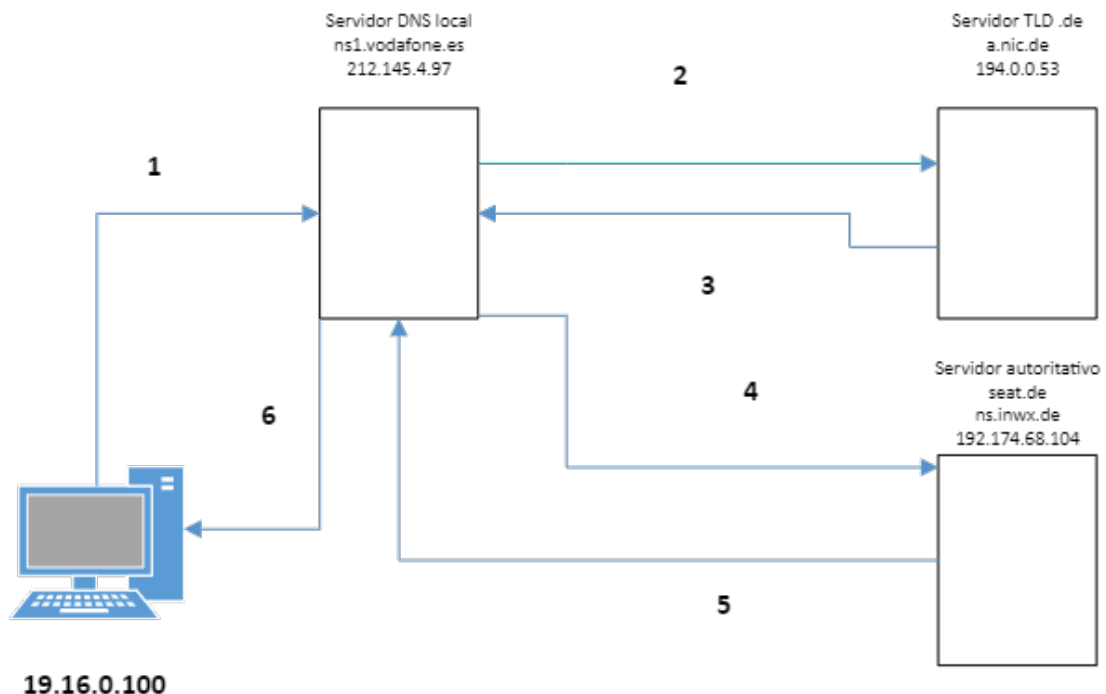 Servidor DNS local
ns1.vodafone.es
212.145.4.97
Servidor TLD .de
a.nic.de
194.0.0.53
2
1
3
Servidor autoritativo
seat.de
ns.inwx.de
192.174.68.104
4
6
5
19.16.0.100